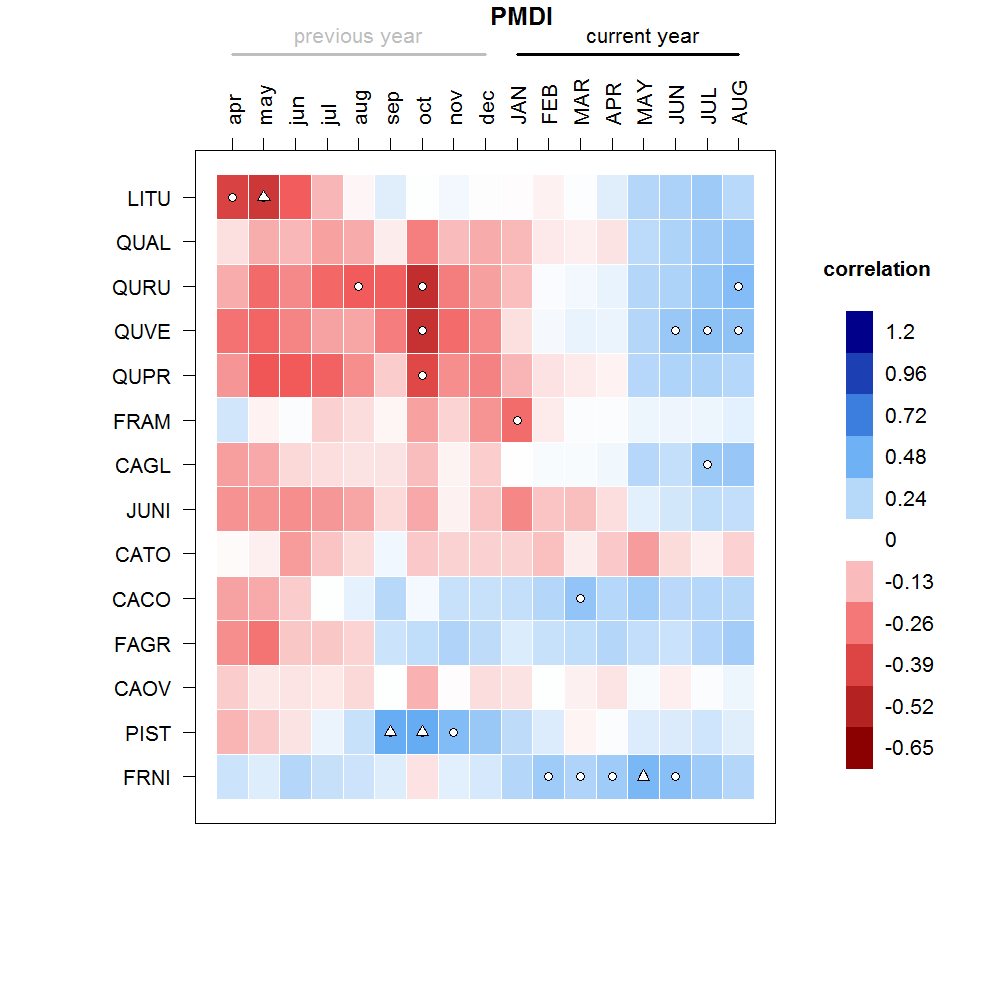 PMDI
previous year current year
apr may jun jul aug sep oct nov dec JAN FEB MAR APR MAY JUN JUL AUG
LITU
QUAL
QURU
QUVE
QUPR
FRAM
CAGL
JUNI
CATO
CACO
FAGR
CAOV
PIST
FRNI
correlation
1.2
0.96
0.72
0.48
0.24
0
-0.13
-0.26
-0.39
-0.52
-0.65